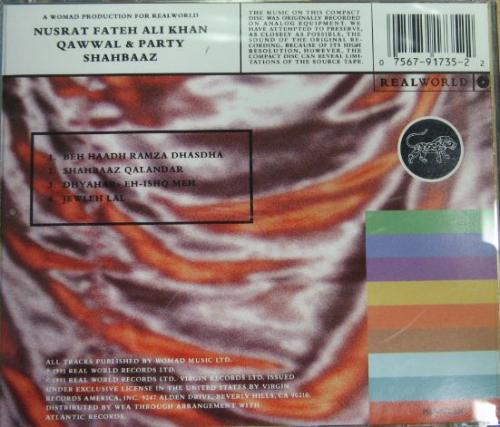 A WOMAD PRODUCTION FOR REALWORLD
NUSRAT FATEH ALI KHAN
QAWWAL & PARTY
SHAHBAAZ
THE MUSIC ON THIS COMPACT
DISC WAS ORIGINALLY RECORDED
ON ANALOG EQUIPMENT. WE
HAVE ATTEMPTED TO PRESERVE,
AS CLOSELY AS POSSIBLE, THE
SOUND OF THE ORIGINAL RE-
CORDING. BECAUSE OF ITS HIGH
RESOLUTION, HOWEVER, THE
COMPACT DISC CAN REVEAL LIMI-
TATIONS OF THE SOURCE TAPE.
0 7567-91735-2 2
REALWORLD
1. BEH HAADH RAMZA DHASDHA
2. SHAHBAAZ QALANDAR
3. DHYAHAR-EH-ISHQ MEH
4. JEWLEH LAL
ALL TRACKS PUBLISHED BY WOMAD MUSIC LTD.
℗ 1991 REAL WORLD RECORDS LTD.
© 1991 REAL WORLD RECORDS LTD. VIRGIN RECORDS LTD. ISSUED
UNDER EXCLUSIVE LICENSE IN THE UNITED STATES BY VIRGIN
RECORDS AMERICA, INC. 9247 ALDEN DRIVE, BEVERLY HILLS, CA 90210.
DISTRIBUTED BY WEA THROUGH ARRANGEMENT WITH
ATLANTIC RECORDS.